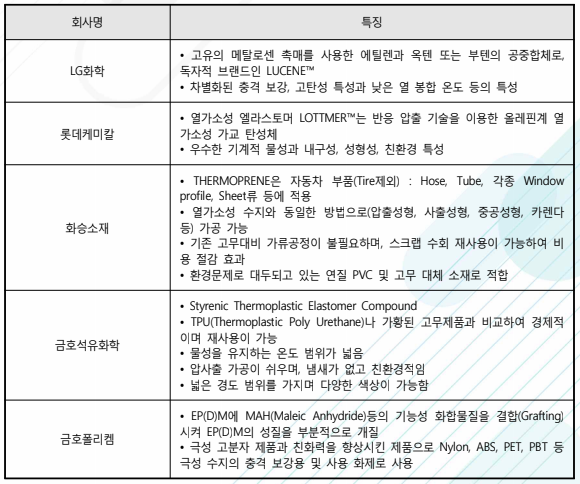 회사명
특징
LG화학
• 고유의 메탈로센 촉매를 사용한 에틸렌과 옥텐 또는 부텐의 공중합체로,
독자적 브랜드인 LUCENE™
• 차별화된 충격 보강, 고탄성 특성과 낮은 열 봉합 온도 등의 특성
롯데케미칼
• 열가소성 엘라스토머 LOTTMER™는 반응 압출 기술을 이용한 올레핀계 열
가소성 가교 탄성체
• 우수한 기계적 물성과 내구성, 성형성, 친환경 특성
화승소재
• THERMOPRENE은 자동차 부품(Tire제외) : Hose, Tube, 각종 Window
profile, Sheet류 등에 적용
• 열가소성 수지와 동일한 방법으로(압출성형, 사출성형, 중공성형, 카렌다
등) 가공 가능
• 기존 고무대비 가류공정이 불필요하며, 스크랩 수회 재사용이 가능하여 비
용 절감 효과
• 환경문제로 대두되고 있는 연질 PVC 및 고무 대체 소재로 적합
금호석유화학
• Styrenic Thermoplastic Elastomer Compound
• TPU(Thermoplastic Poly Urethane)나 가황된 고무제품과 비교하여 경제적
이며 재사용이 가능
• 물성을 유지하는 온도 범위가 넓음
• 압사출 가공이 쉬우며, 냄새가 없고 친환경적임
• 넓은 경도 범위를 가지며 다양한 색상이 가능함
금호폴리켐
• EP(D)M에 MAH(Maleic Anhydride)등의 기능성 화합물질을 결합(Grafting)
시켜 EP(D)M의 성질을 부분적으로 개질
• 극성 고분자 제품과 친화력을 향상시킨 제품으로 Nylon, ABS, PET, PBT 등
극성 수지의 충격 보강용 및 사용 화제로 사용